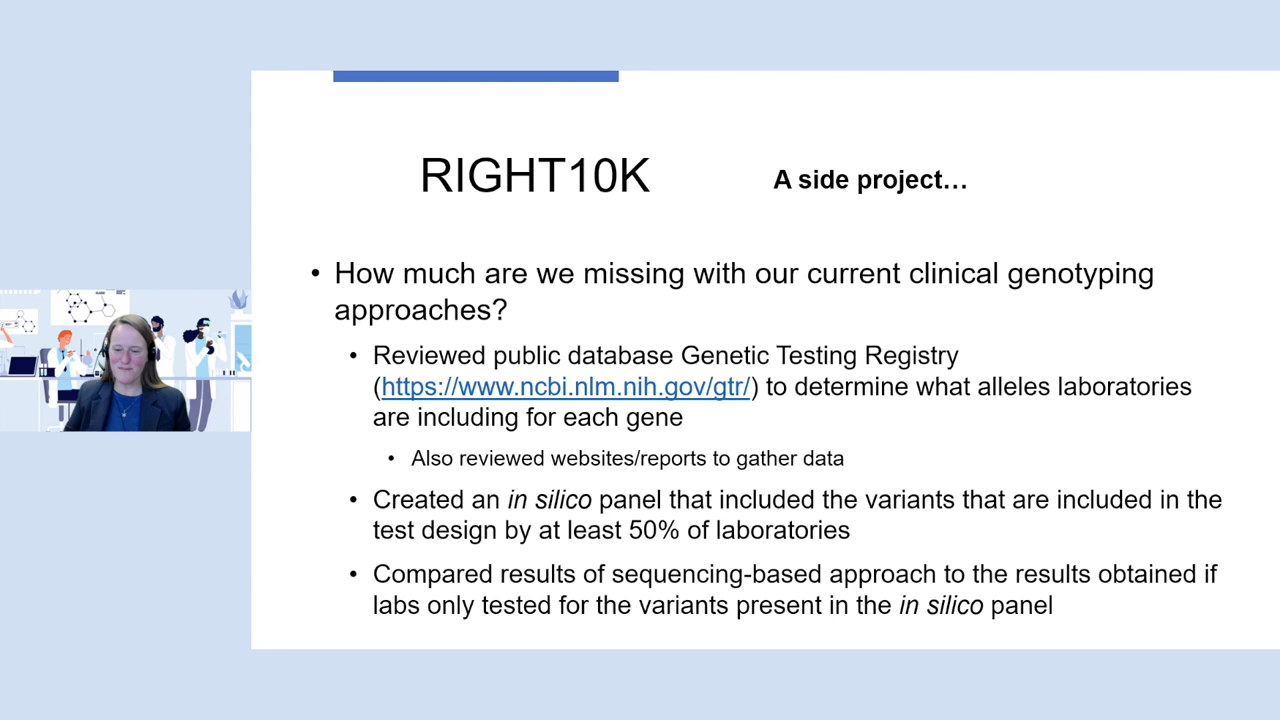 RIGHT10K
A side project…
• How much are we missing with our current clinical genotyping
approaches?
• Reviewed public database Genetic Testing Registry
(https://www.ncbi.nlm.nih.gov/gtr/) to determine what alleles laboratories
are including for each gene
• Also reviewed websites/reports to gather data
• Created an in silico panel that included the variants that are included in the
test design by at least 50% of laboratories
• Compared results of sequencing-based approach to the results obtained if
labs only tested for the variants present in the in silico panel